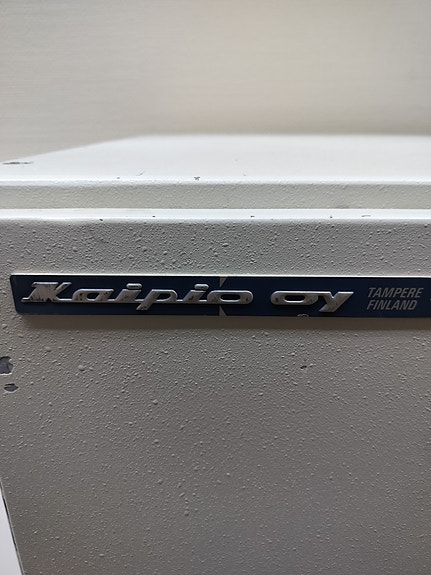 Kaipio oy
TAMPERE
FINLAND